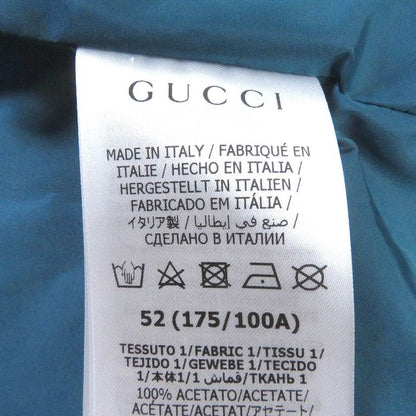 GUCCI
MADE IN ITALY / FABRIQUÉ EN
ITALIE / HECHO EN ITALIA /
HERGESTELLT IN ITALIEN /
FABRICADO EM ITÁLIA /
イタリア製 / صنع في إيطاليا /
СДЕЛАНО В ИТАЛИИ
52 (175/100A)
TESSUTO 1/FABRIC 1/TISSU 1/
TEJIDO 1/GEWEBE 1/TECIDO
1/本体1/1 قماش/ТКАНЬ 1
100% ACETATO/ACETATE/
ACÉTATE/ACETAT/アセテート/